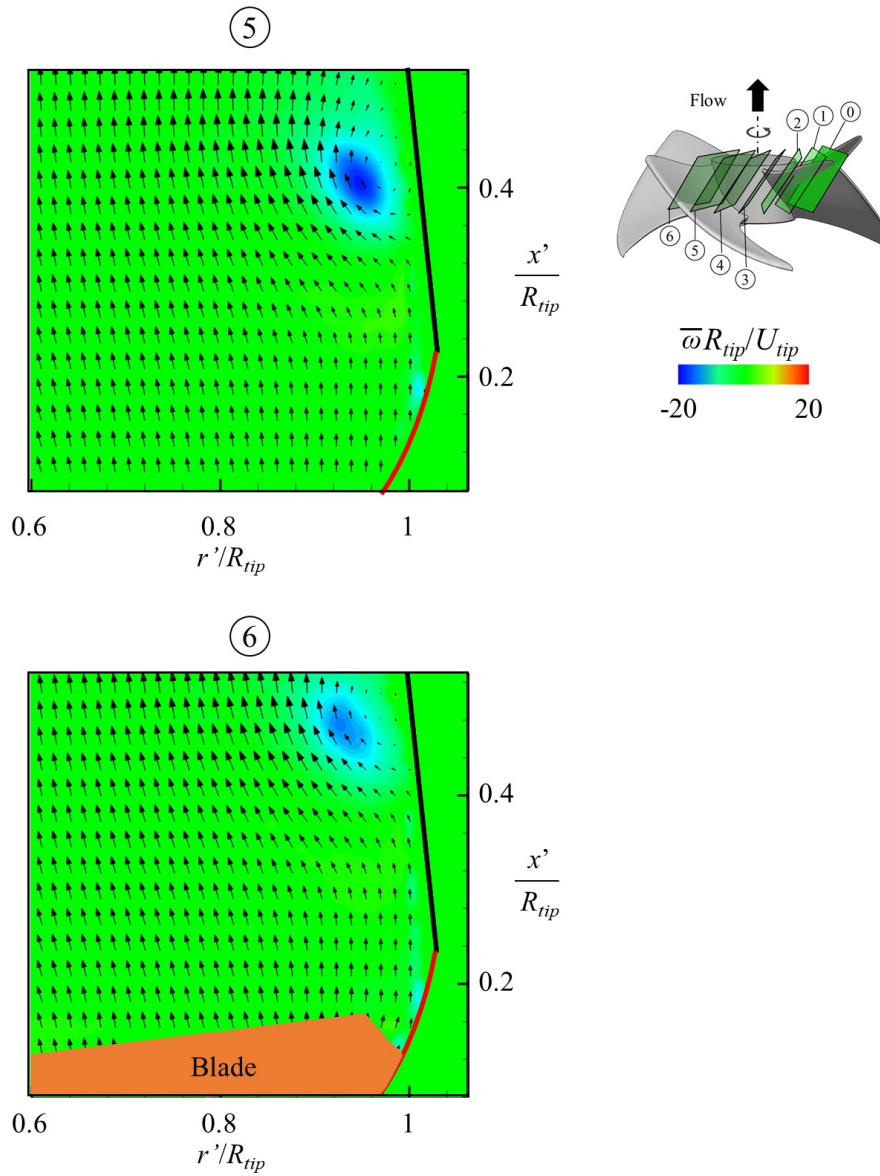 ⑤
0.4
x’
R_tip
0.2
0.6
0.8
1
r’/R_tip
Flow
②
①
⓪
⑥
⑤
④
③
ω̅ R_tip/U_tip
-20
20
⑥
0.4
x’
R_tip
0.2
Blade
0.6
0.8
1
r’/R_tip